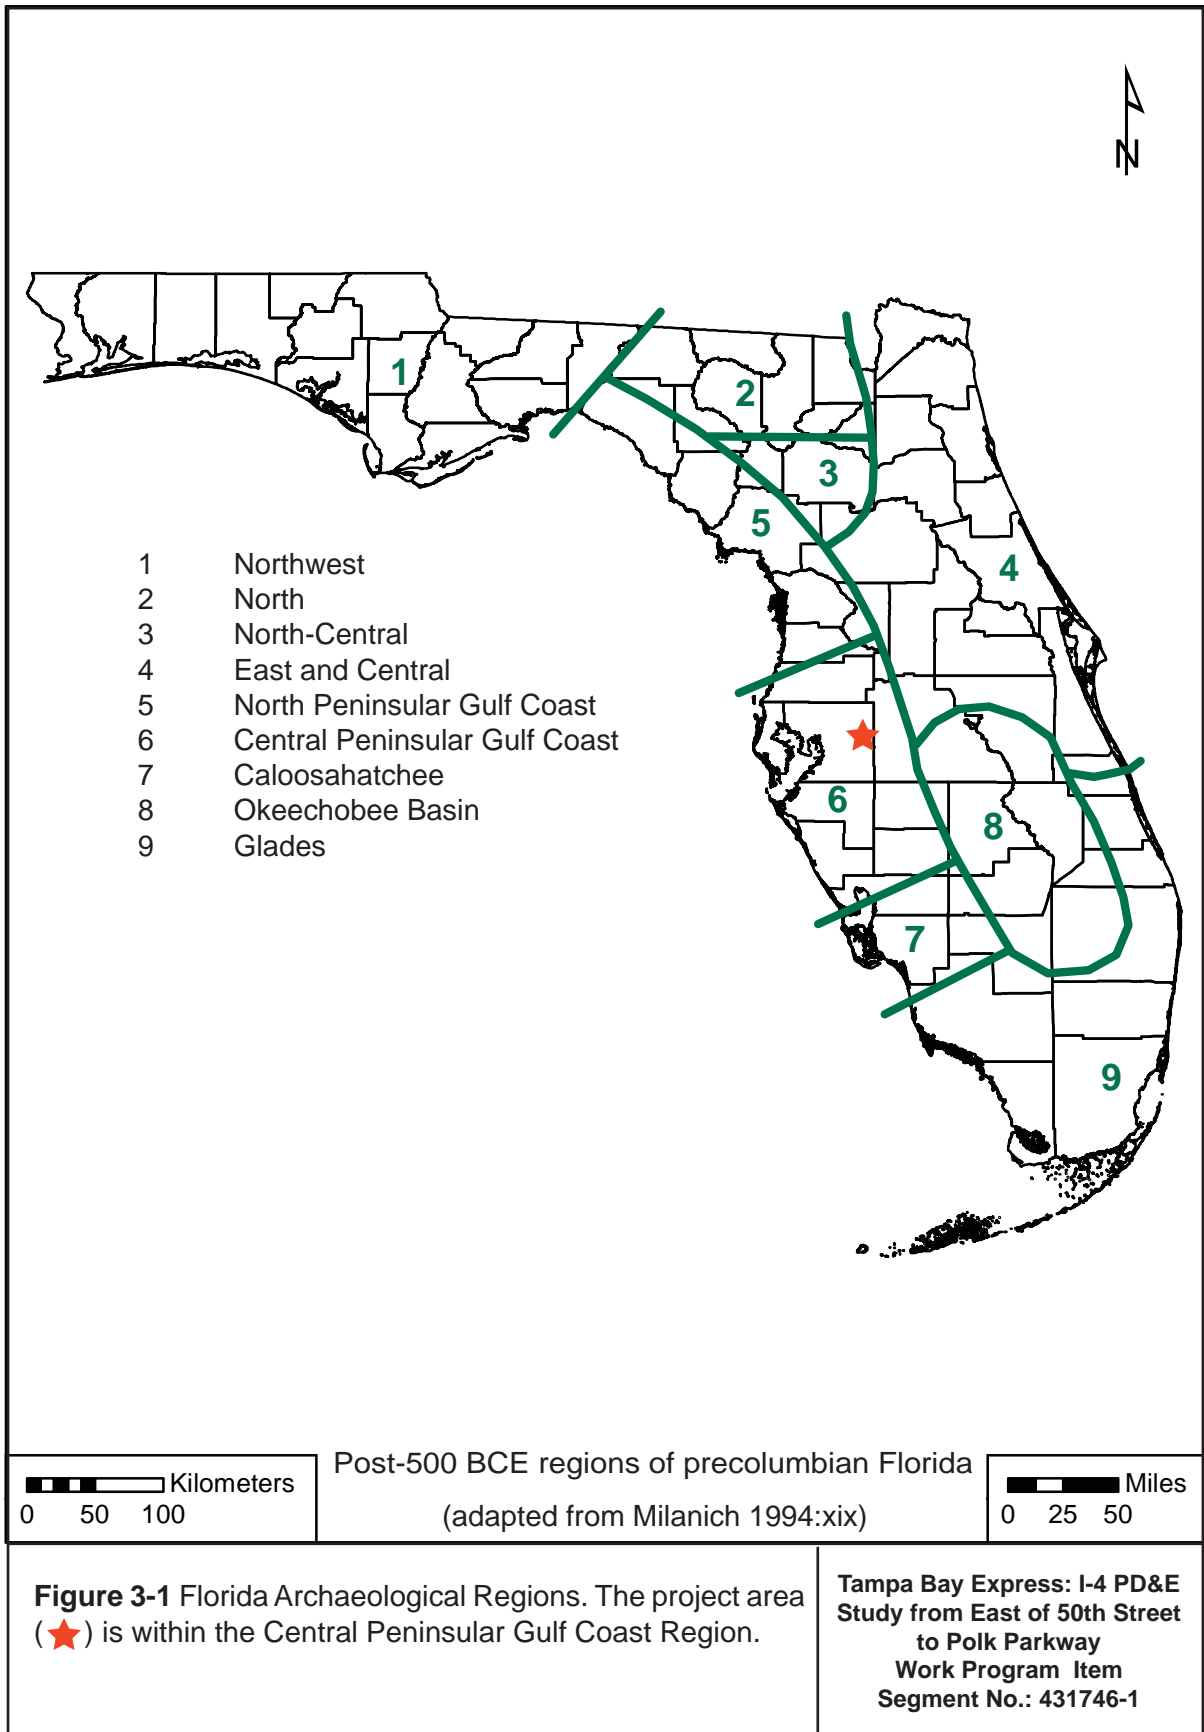 N
1
2
3
5
4
6
8
7
9
1 Northwest
2 North
3 North-Central
4 East and Central
5 North Peninsular Gulf Coast
6 Central Peninsular Gulf Coast
7 Caloosahatchee
8 Okeechobee Basin
9 Glades
Kilometers
0 50 100
Post-500 BCE regions of precolumbian Florida
(adapted from Milanich 1994:xix)
Miles
0 25 50
Figure 3-1 Florida Archaeological Regions. The project area
(★) is within the Central Peninsular Gulf Coast Region.
Tampa Bay Express: I-4 PD&E
Study from East of 50th Street
to Polk Parkway
Work Program Item
Segment No.: 431746-1